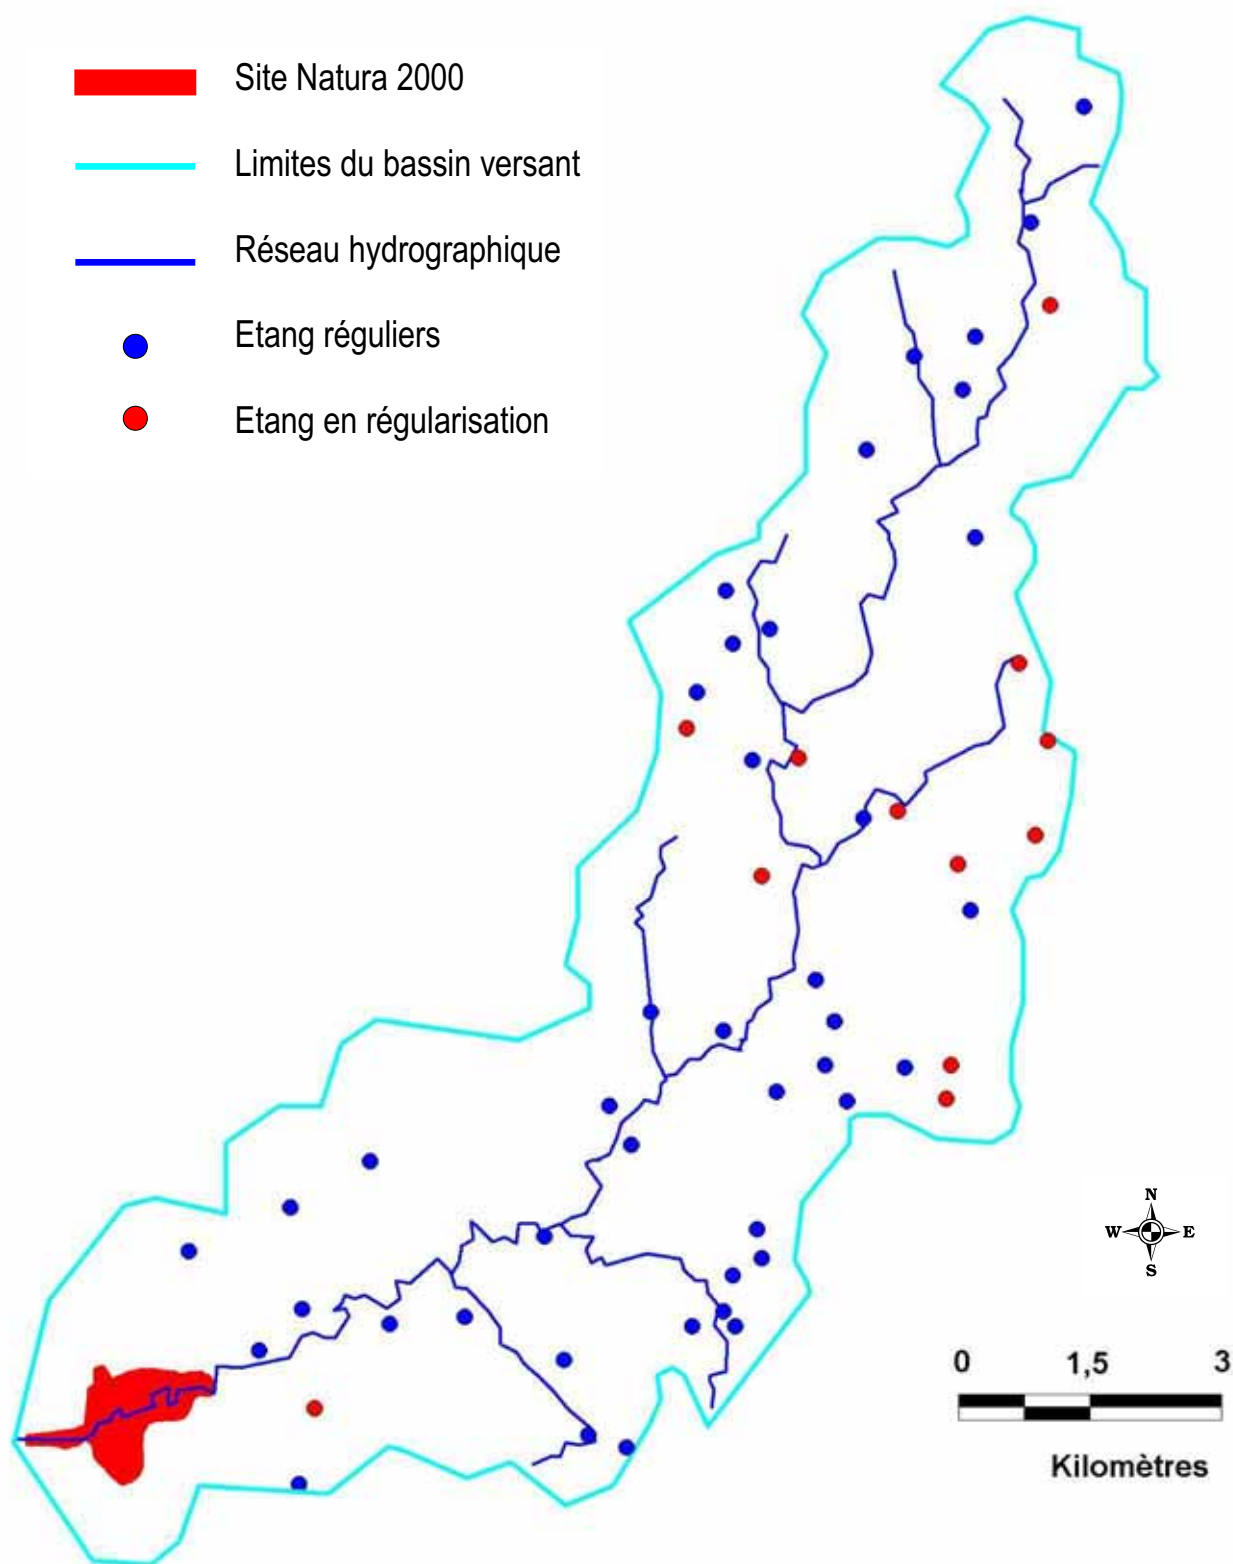 Site Natura 2000
Limites du bassin versant
Réseau hydrographique
Etang réguliers
Etang en régularisation
N
W E
S
0 1,5 3
Kilomètres